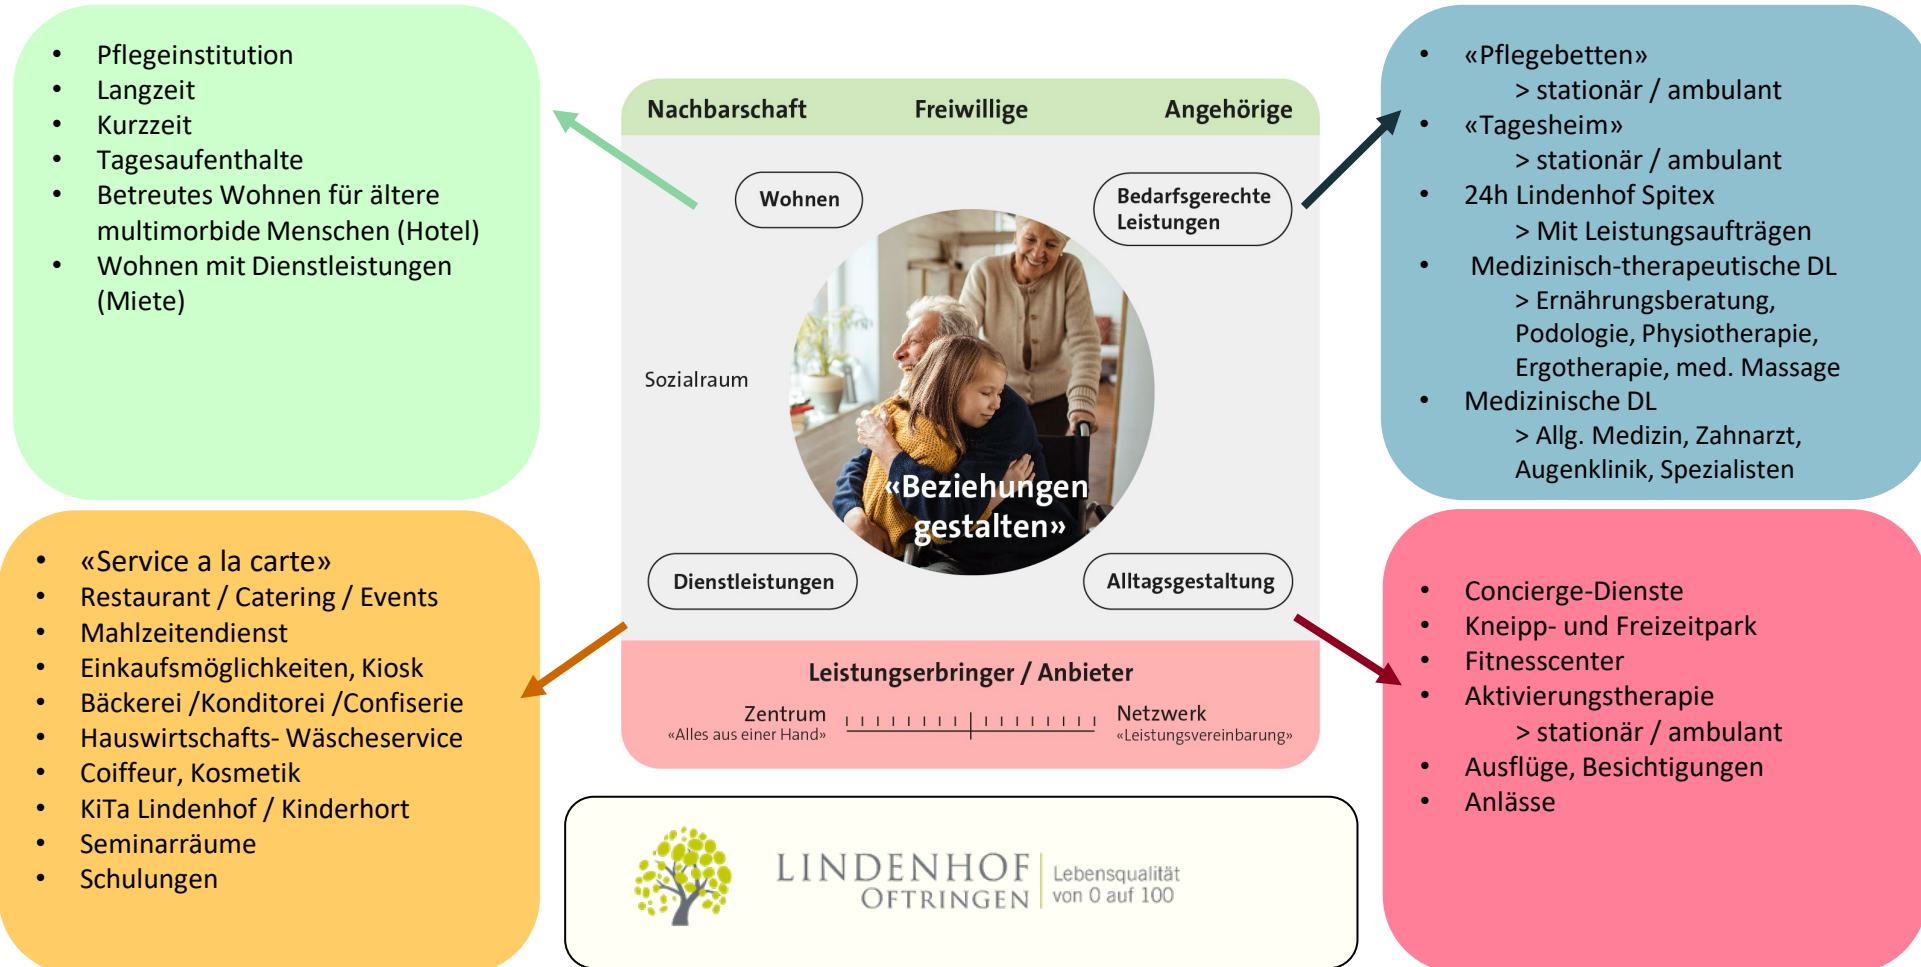 • Pflegeinstitution
• Langzeit
• Kurzzeit
• Tagesaufenthalte
• Betreutes Wohnen für ältere
multimorbide Menschen (Hotel)
• Wohnen mit Dienstleistungen
(Miete)
Nachbarschaft Freiwillige Angehörige
Wohnen
Bedarfsgerechte
Leistungen
Sozialraum
«Beziehungen
gestalten»
Dienstleistungen
Alltagsgestaltung
Leistungserbringer / Anbieter
Zentrum
«Alles aus einer Hand»
Netzwerk
«Leistungsvereinbarung»
• «Pflegebetten»
> stationär / ambulant
• «Tagesheim»
> stationär / ambulant
• 24h Lindenhof Spitex
> Mit Leistungsaufträgen
• Medizinisch-therapeutische DL
> Ernährungsberatung,
Podologie, Physiotherapie,
Ergotherapie, med. Massage
• Medizinische DL
> Allg. Medizin, Zahnarzt,
Augenklinik, Spezialisten
• «Service a la carte»
• Restaurant / Catering / Events
• Mahlzeitendienst
• Einkaufsmöglichkeiten, Kiosk
• Bäckerei /Konditorei /Confiserie
• Hauswirtschafts- Wäscheservice
• Coiffeur, Kosmetik
• KiTa Lindenhof / Kinderhort
• Seminarräume
• Schulungen
• Concierge-Dienste
• Kneipp- und Freizeitpark
• Fitnesscenter
• Aktivierungstherapie
> stationär / ambulant
• Ausflüge, Besichtigungen
• Anlässe
LINDENHOF
OFTRINGEN
Lebensqualität
von 0 auf 100